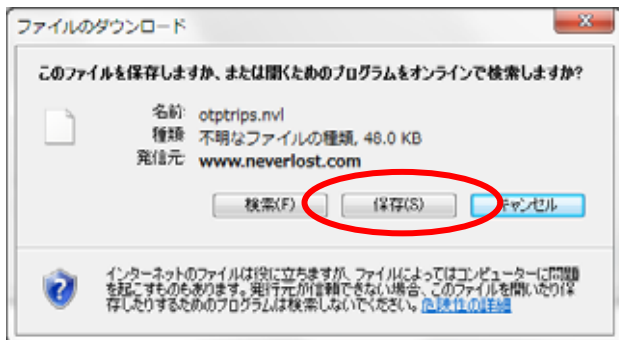 ファイルのダウンロード
このファイルを保存しますか、または開くためのプログラムをオンラインで検索しますか?
名前: otptrips.nvl
種類: 不明なファイルの種類, 48.0 KB
発信元: www.neverlost.com
検索(F) 保存(S) キャンセル
インターネットのファイルは役に立ちますが、ファイルによってはコンピューターに問題
を起こすものもあります。発行元が信頼できない場合、このファイルを開いたり保
存したりするためのプログラムは検索しないでください。危険性の詳細